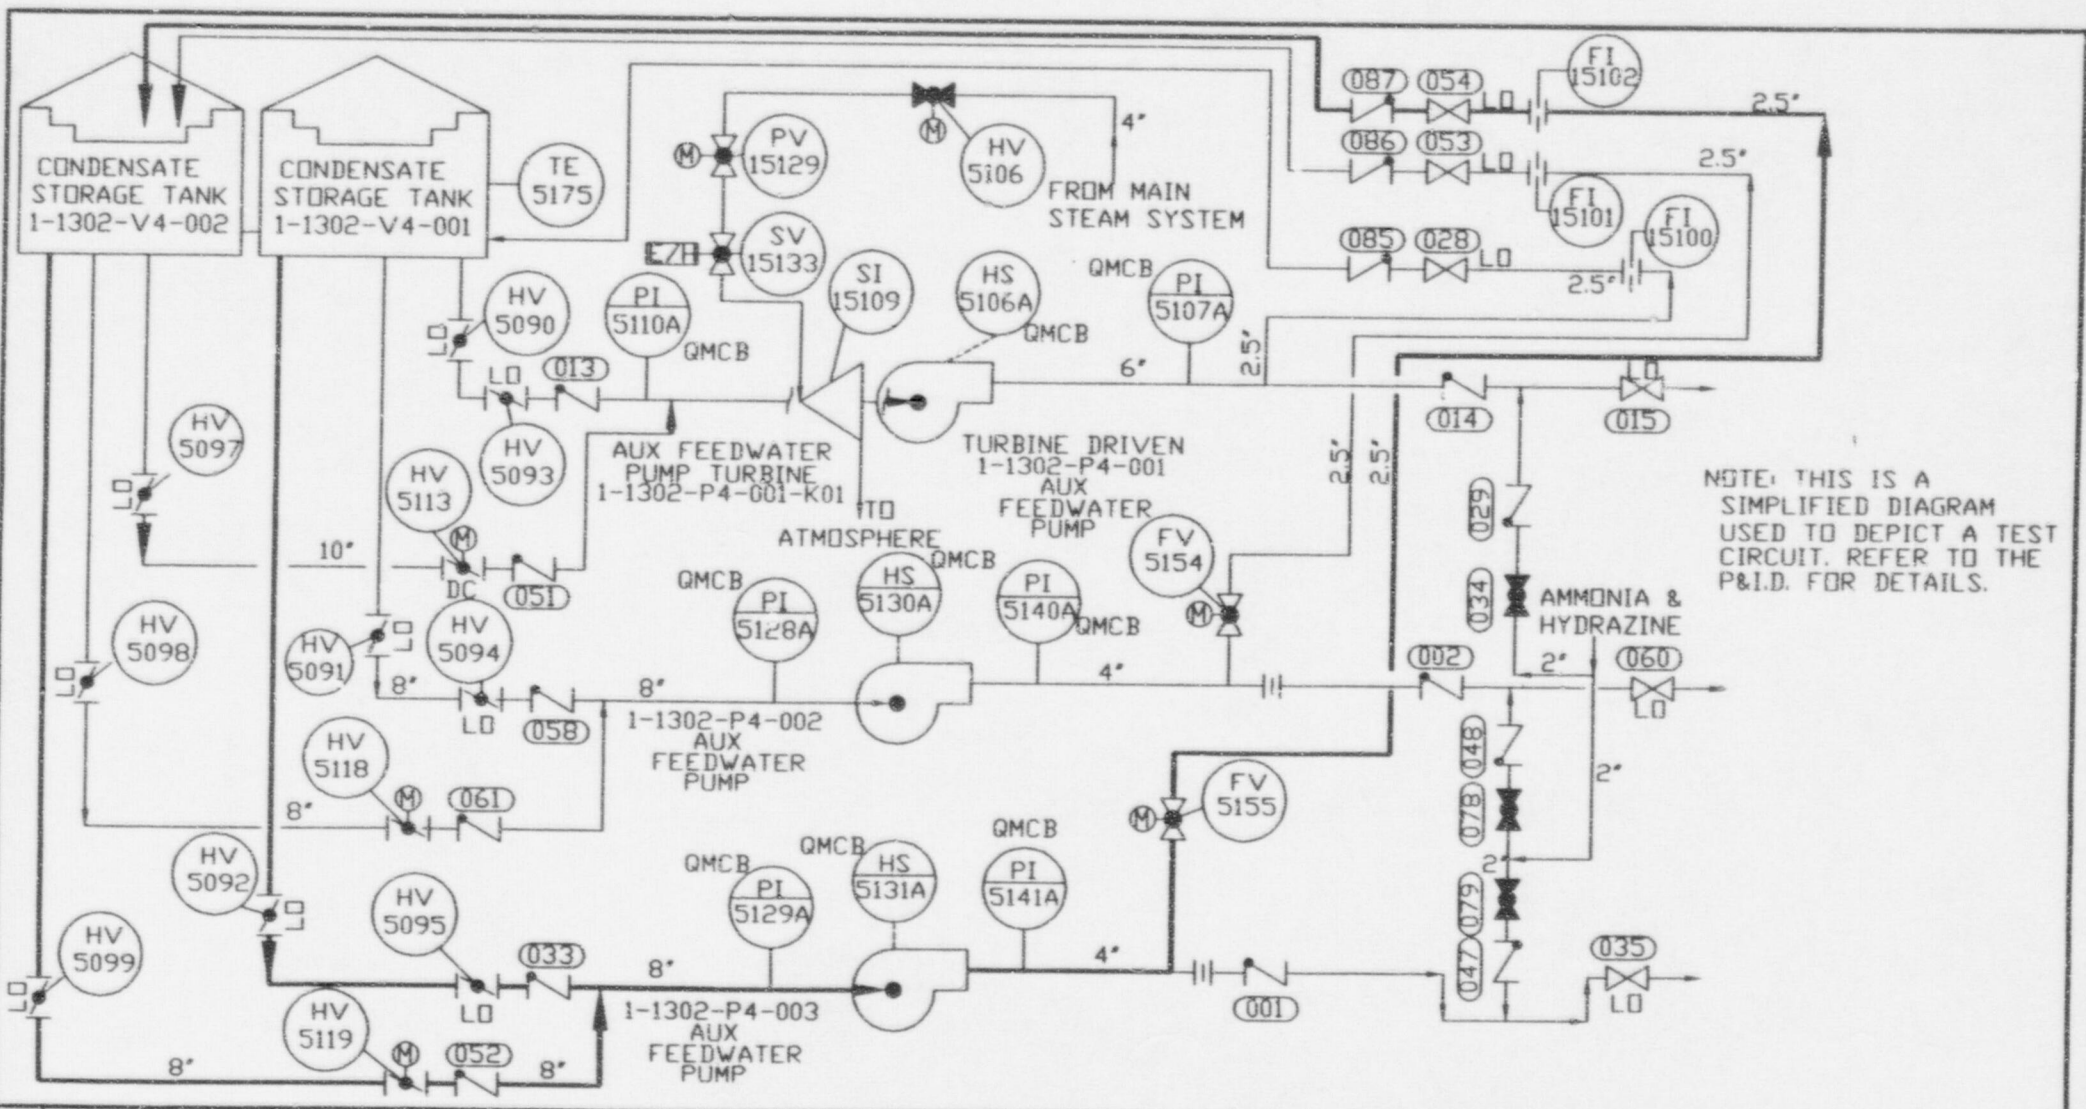 CONDENSATE
STORAGE TANK
1-1302-V4-002
CONDENSATE
STORAGE TANK
1-1302-V4-001
TE
5175
M
PV
15129
M
HV
5106
4"
FROM MAIN
STEAM SYSTEM
E/H
SV
15133
087
054
LO
FI
15102
2.5"
086
053
LO
FI
15101
2.5"
FI
15100
085
028
LO
2.5"
HV
5090
LO
PI
5110A
QMCB
SI
15109
HS
5106A
QMCB
QMCB
PI
5107A
LO
013
HV
5093
6"
2.5"
014
LO
015
HV
5097
LO
HV
5113
M
DC
10"
051
AUX FEEDWATER
PUMP TURBINE
1-1302-P4-001-K01
TO
ATMOSPHERE
TURBINE DRIVEN
1-1302-P4-001
AUX
FEEDWATER
PUMP
2.5"
2.5"
NOTE: THIS IS A
SIMPLIFIED DIAGRAM
USED TO DEPICT A TEST
CIRCUIT. REFER TO THE
P&I.D. FOR DETAILS.
029
034
AMMONIA &
HYDRAZINE
HV
5098
LO
HV
5091
LO
HV
5094
LO
8"
058
8"
QMCB
PI
5128A
QMCB
HS
5130A
PI
5140A
QMCB
FV
5154
M
4"
002
2"
060
LO
1-1302-P4-002
AUX
FEEDWATER
PUMP
HV
5118
M
061
8"
048
078
2"
2"
079
047
M
FV
5155
HV
5092
LO
HV
5095
LO
033
8"
QMCB
PI
5129A
QMCB
HS
5131A
QMCB
PI
5141A
4"
001
035
LO
1-1302-P4-003
AUX
FEEDWATER
PUMP
HV
5099
LO
HV
5119
M
052
8"
8"